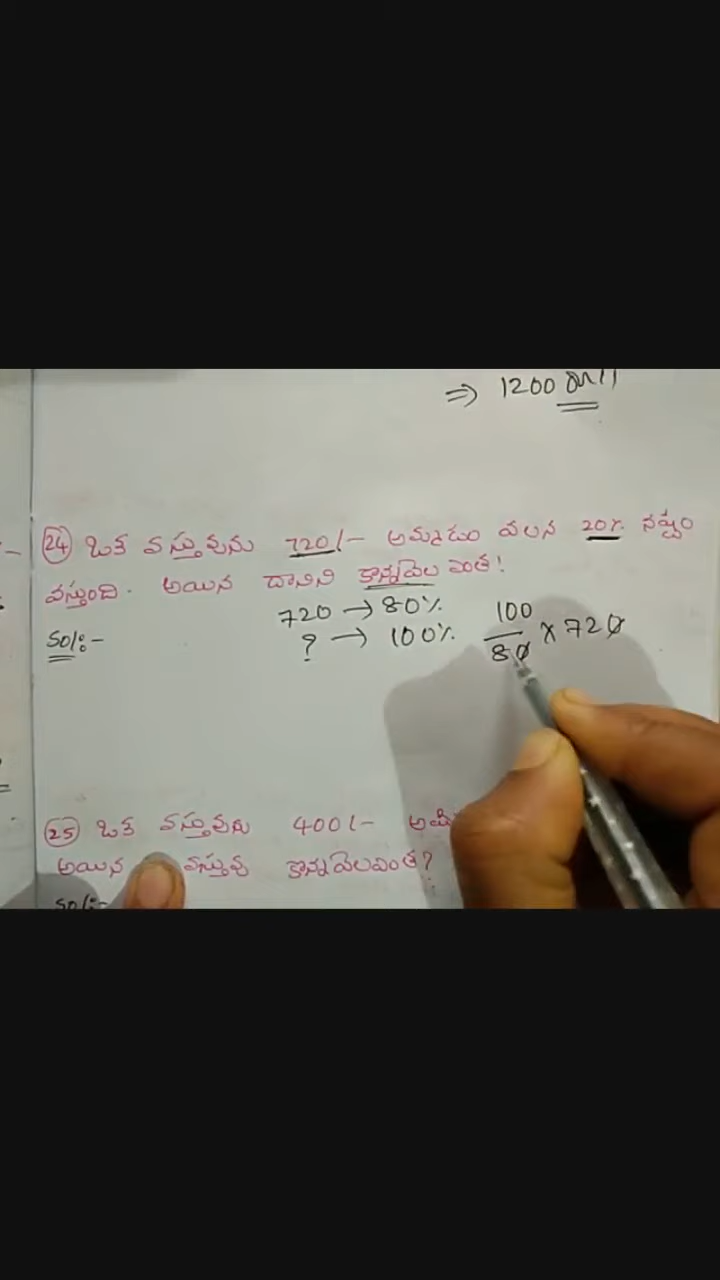 ⇒ 1200
24 ఒక వస్తువును 720/- అమ్మడం వలన 20% నష్టం
వస్తుంది. అయిన దానిని కొన్నవెల ఎంత!
Sol:-
720 → 80%
? → 100%
100/80 x 720
25 ఒక వస్తువును 400/-
అయిన వస్తువు కొన్నవెల ఎంత?
Sol:-